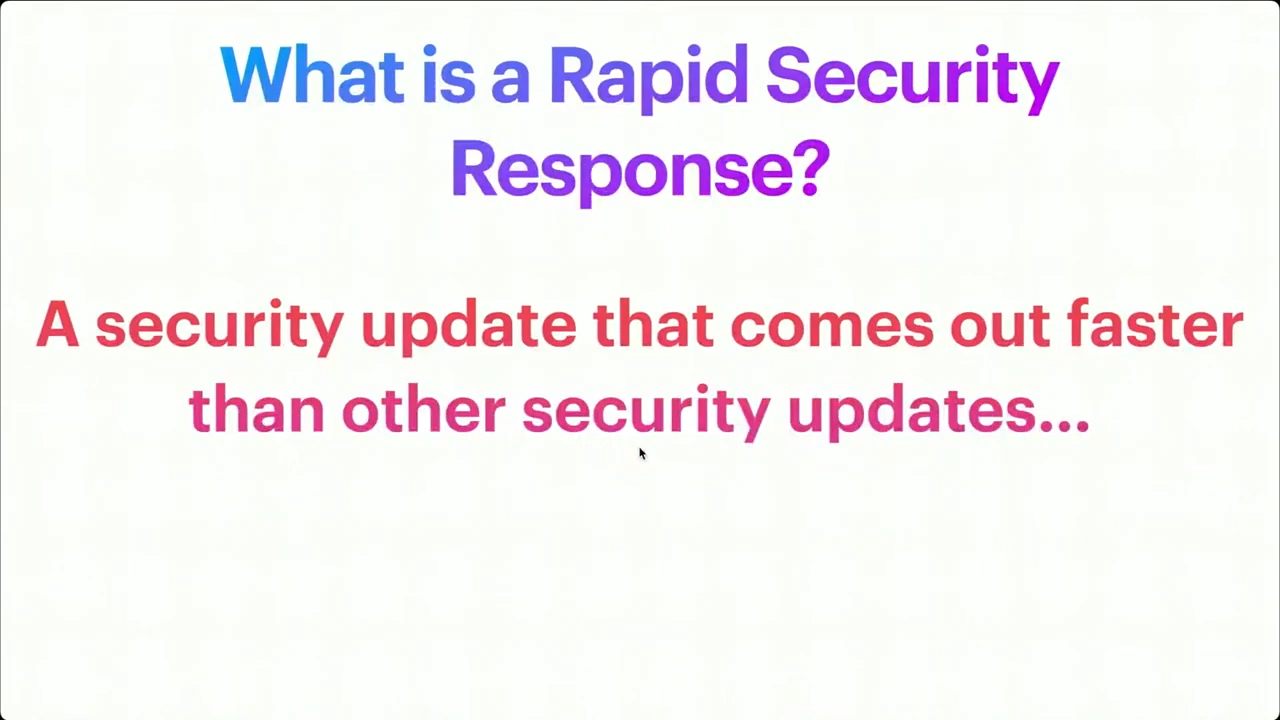 What is a Rapid Security
Response?
A security update that comes out faster
than other security updates...